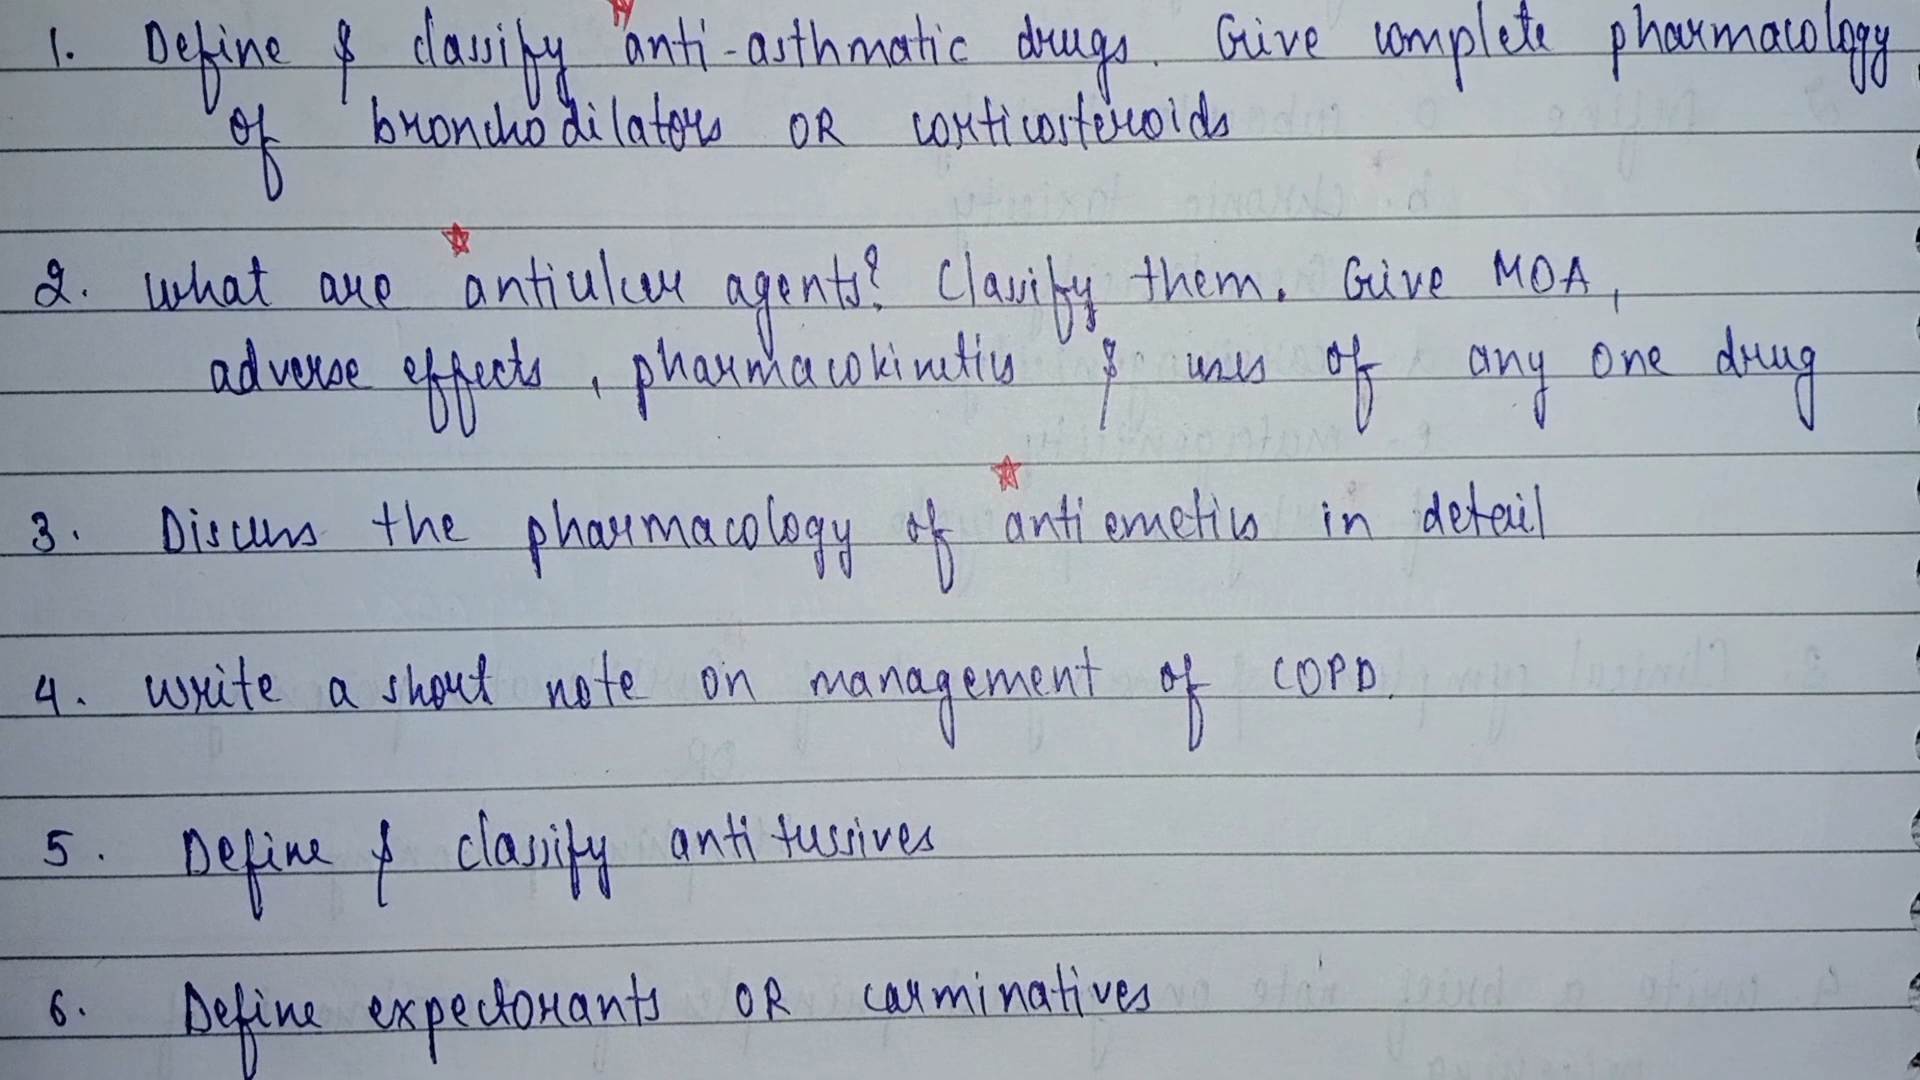 1. Define & classify anti-asthmatic drugs. Give complete pharmacology
of bronchodilators OR corticosteroids
2. What are antiulcer agents? Classify them. Give MOA,
adverse effects, pharmacokinetics & uses of any one drug
3. Discuss the pharmacology of antiemetics in detail
4. Write a short note on management of COPD.
5. Define & classify antitussives
6. Define expectorants OR carminatives